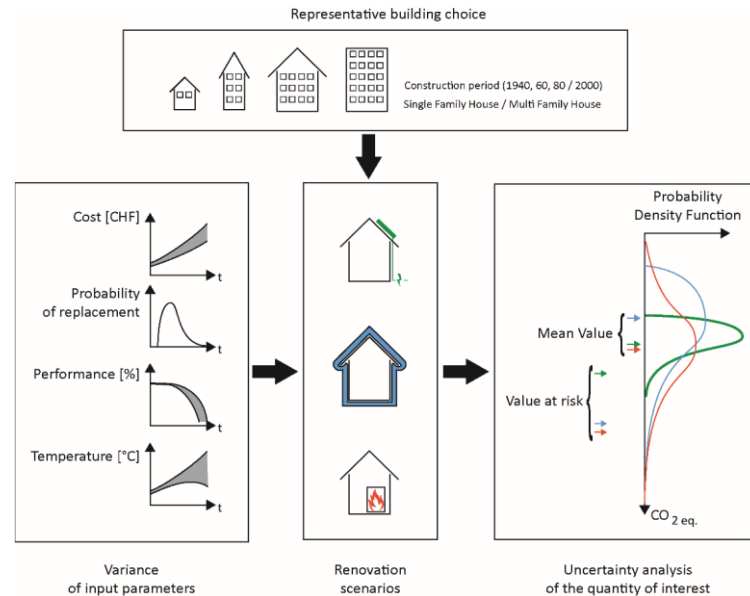 Representative building choice
Construction period (1940, 60, 80 / 2000)
Single Family House / Multi Family House
Cost [CHF]
t
Probability
of replacement
t
Performance [%]
t
Temperature [°C]
t
Probability
Density Function
Mean Value
Value at risk
CO 2 eq.
Variance
of input parameters
Renovation
scenarios
Uncertainty analysis
of the quantity of interest